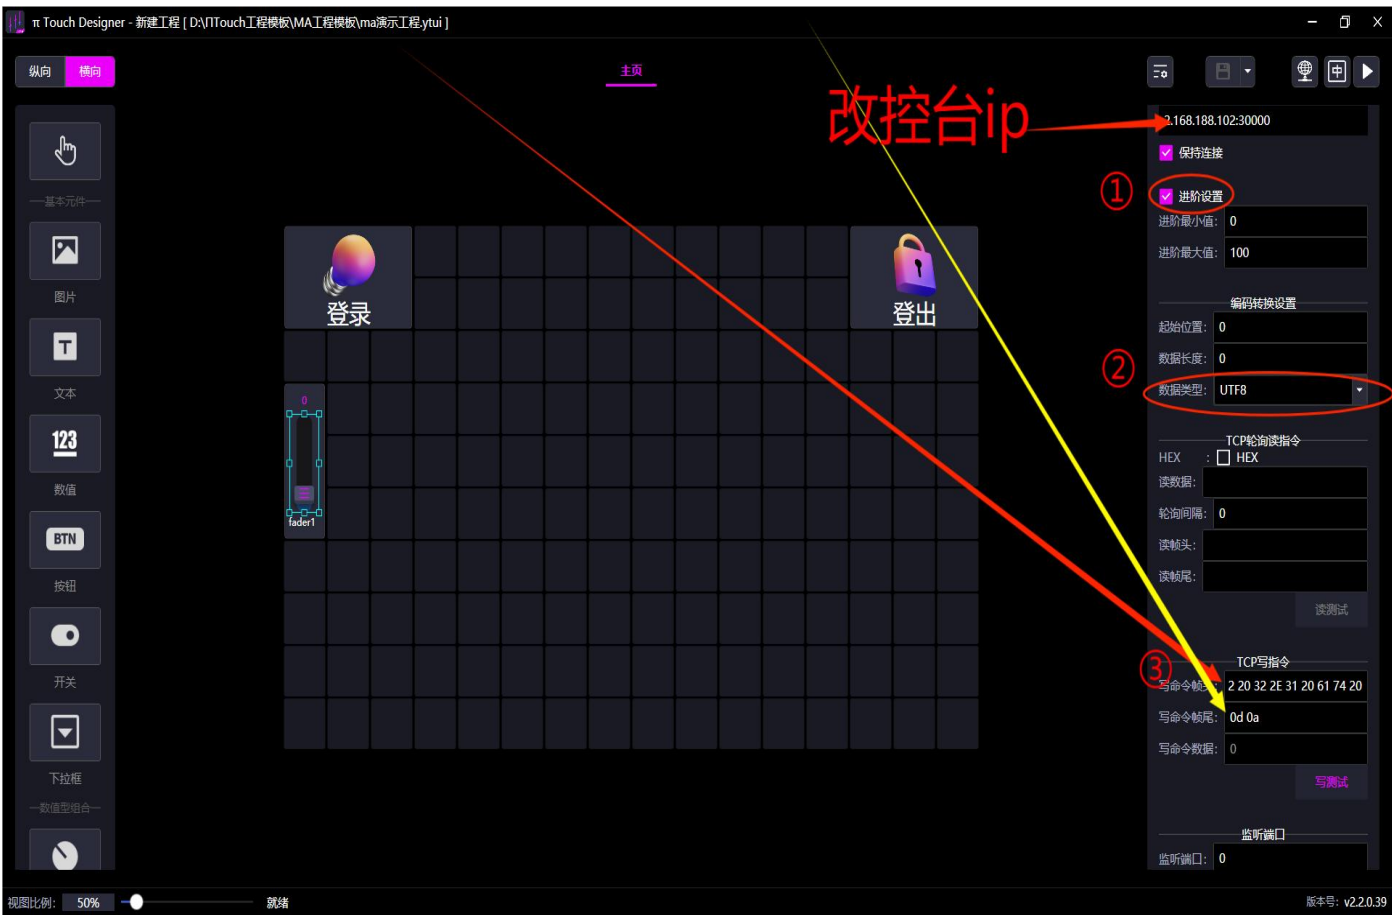 π Touch Designer - 新建工程 [ D:\ΠTouch工程模板\MA工程模板\ma演示工程.ytui ]
纵向 横向
主页
中
改控台ip
2.168.188.102:30000
保持连接
①
进阶设置
进阶最小值: 0
进阶最大值: 100
编码转换设置
起始位置: 0
数据长度: 0
②
数据类型: UTF8
TCP轮询读指令
HEX : HEX
读数据:
轮询间隔: 0
读帧头:
读帧尾:
读测试
③
TCP写指令
写命令帧头: 2 20 32 2E 31 20 61 74 20
写命令帧尾: 0d 0a
写命令数据: 0
写测试
监听端口
监听端口: 0
基本元件
图片
T
文本
123
数值
BTN
按钮
开关
下拉框
数值型组合
登录
登出
0
fader1
视图比例: 50% 就绪
版本号: v2.2.0.39